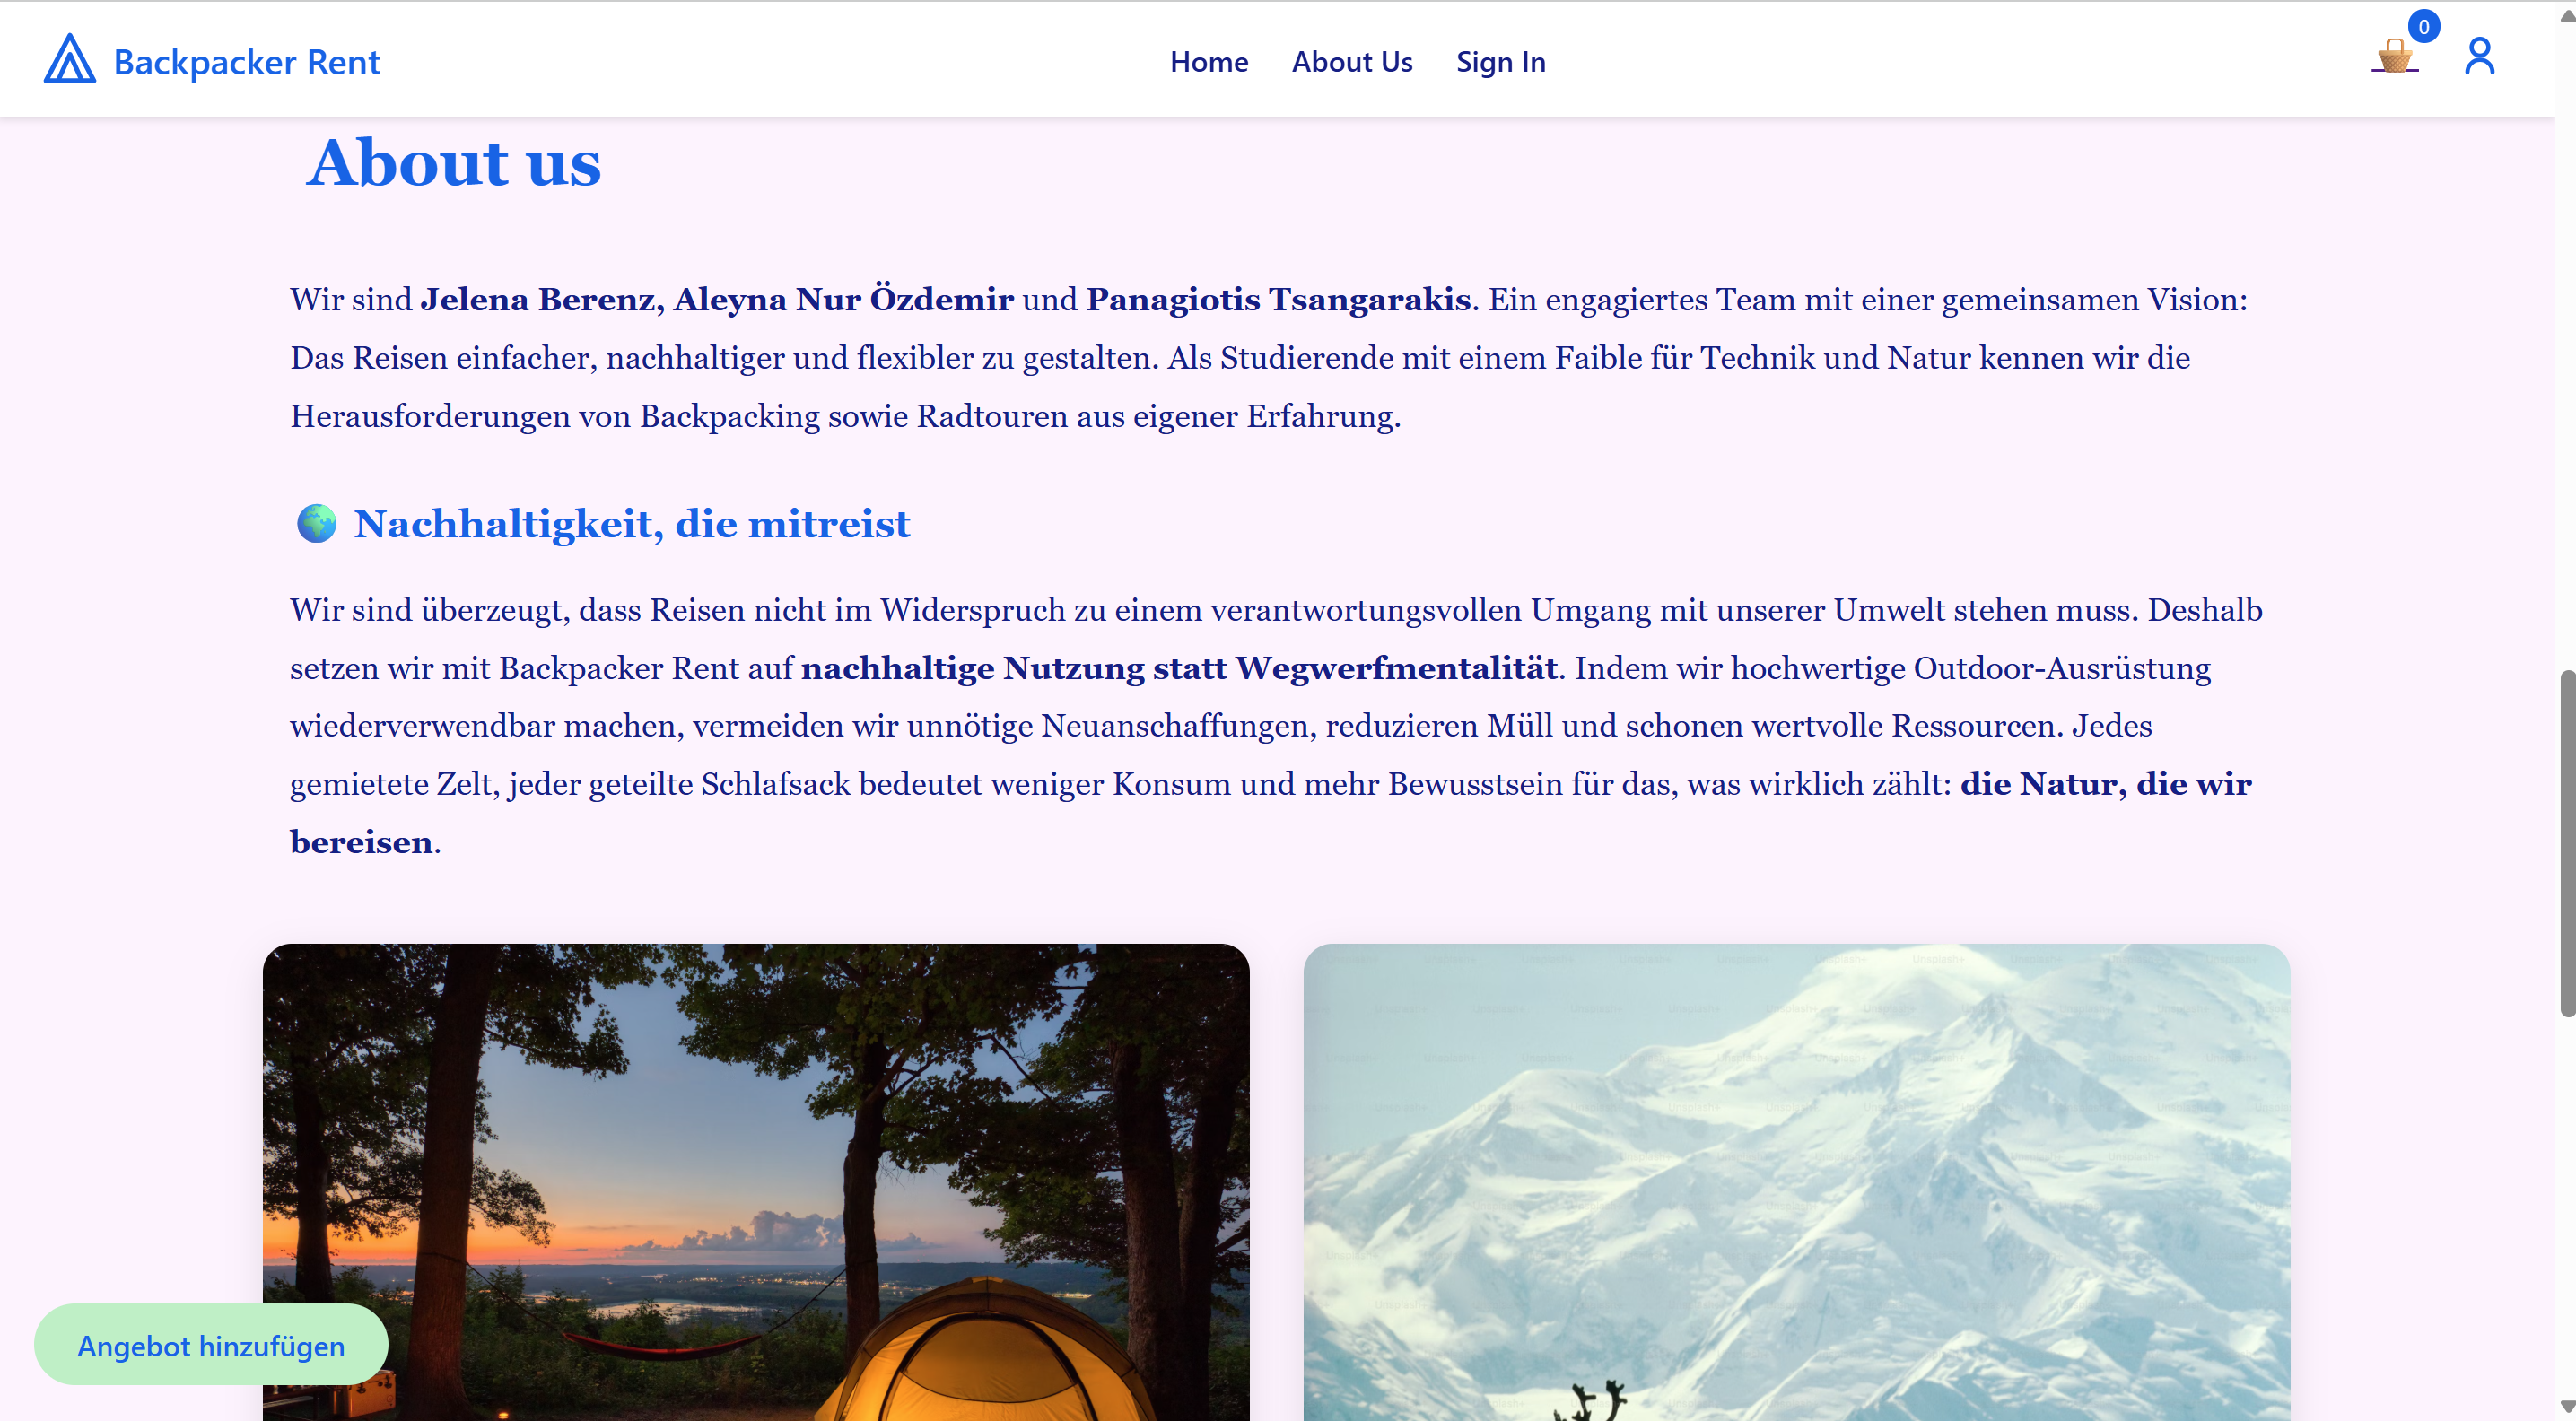 Backpacker Rent
Home About Us Sign In
0
About us
Wir sind Jelena Berenz, Aleyna Nur Özdemir und Panagiotis Tsangarakis. Ein engagiertes Team mit einer gemeinsamen Vision:
Das Reisen einfacher, nachhaltiger und flexibler zu gestalten. Als Studierende mit einem Faible für Technik und Natur kennen wir die
Herausforderungen von Backpacking sowie Radtouren aus eigener Erfahrung.
Nachhaltigkeit, die mitreist
Wir sind überzeugt, dass Reisen nicht im Widerspruch zu einem verantwortungsvollen Umgang mit unserer Umwelt stehen muss. Deshalb
setzen wir mit Backpacker Rent auf nachhaltige Nutzung statt Wegwerfmentalität. Indem wir hochwertige Outdoor-Ausrüstung
wiederverwendbar machen, vermeiden wir unnötige Neuanschaffungen, reduzieren Müll und schonen wertvolle Ressourcen. Jedes
gemietete Zelt, jeder geteilte Schlafsack bedeutet weniger Konsum und mehr Bewusstsein für das, was wirklich zählt: die Natur, die wir
bereisen.
Unsplash+
Angebot hinzufügen